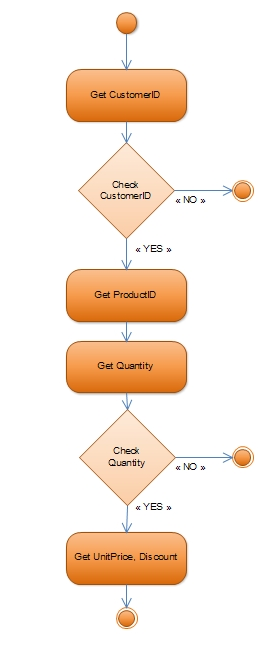 Get CustomerID
Check
CustomerID
« NO »
« YES »
Get ProductID
Get Quantity
Check
Quantity
« NO »
« YES »
Get UnitPrice, Discount